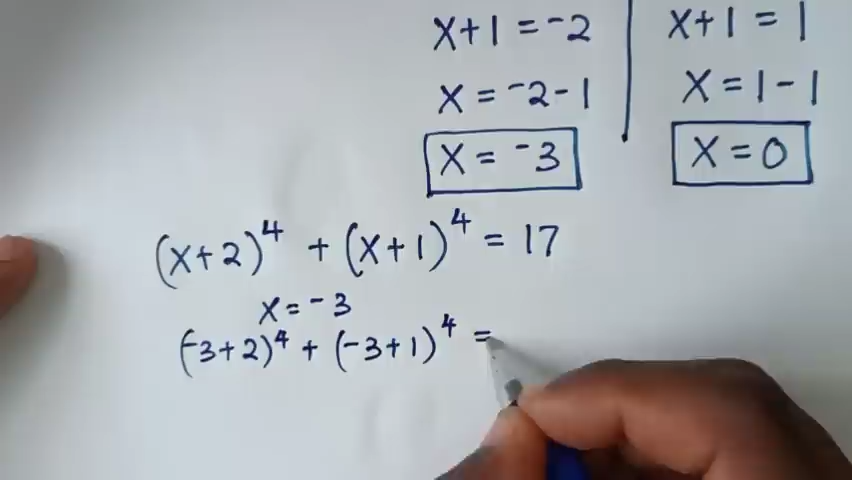 x+1 = -2
x = -2-1
x = -3
x+1 = 1
x = 1-1
x = 0
(x+2)⁴ + (x+1)⁴ = 17
x = -3
(-3+2)⁴ + (-3+1)⁴ =